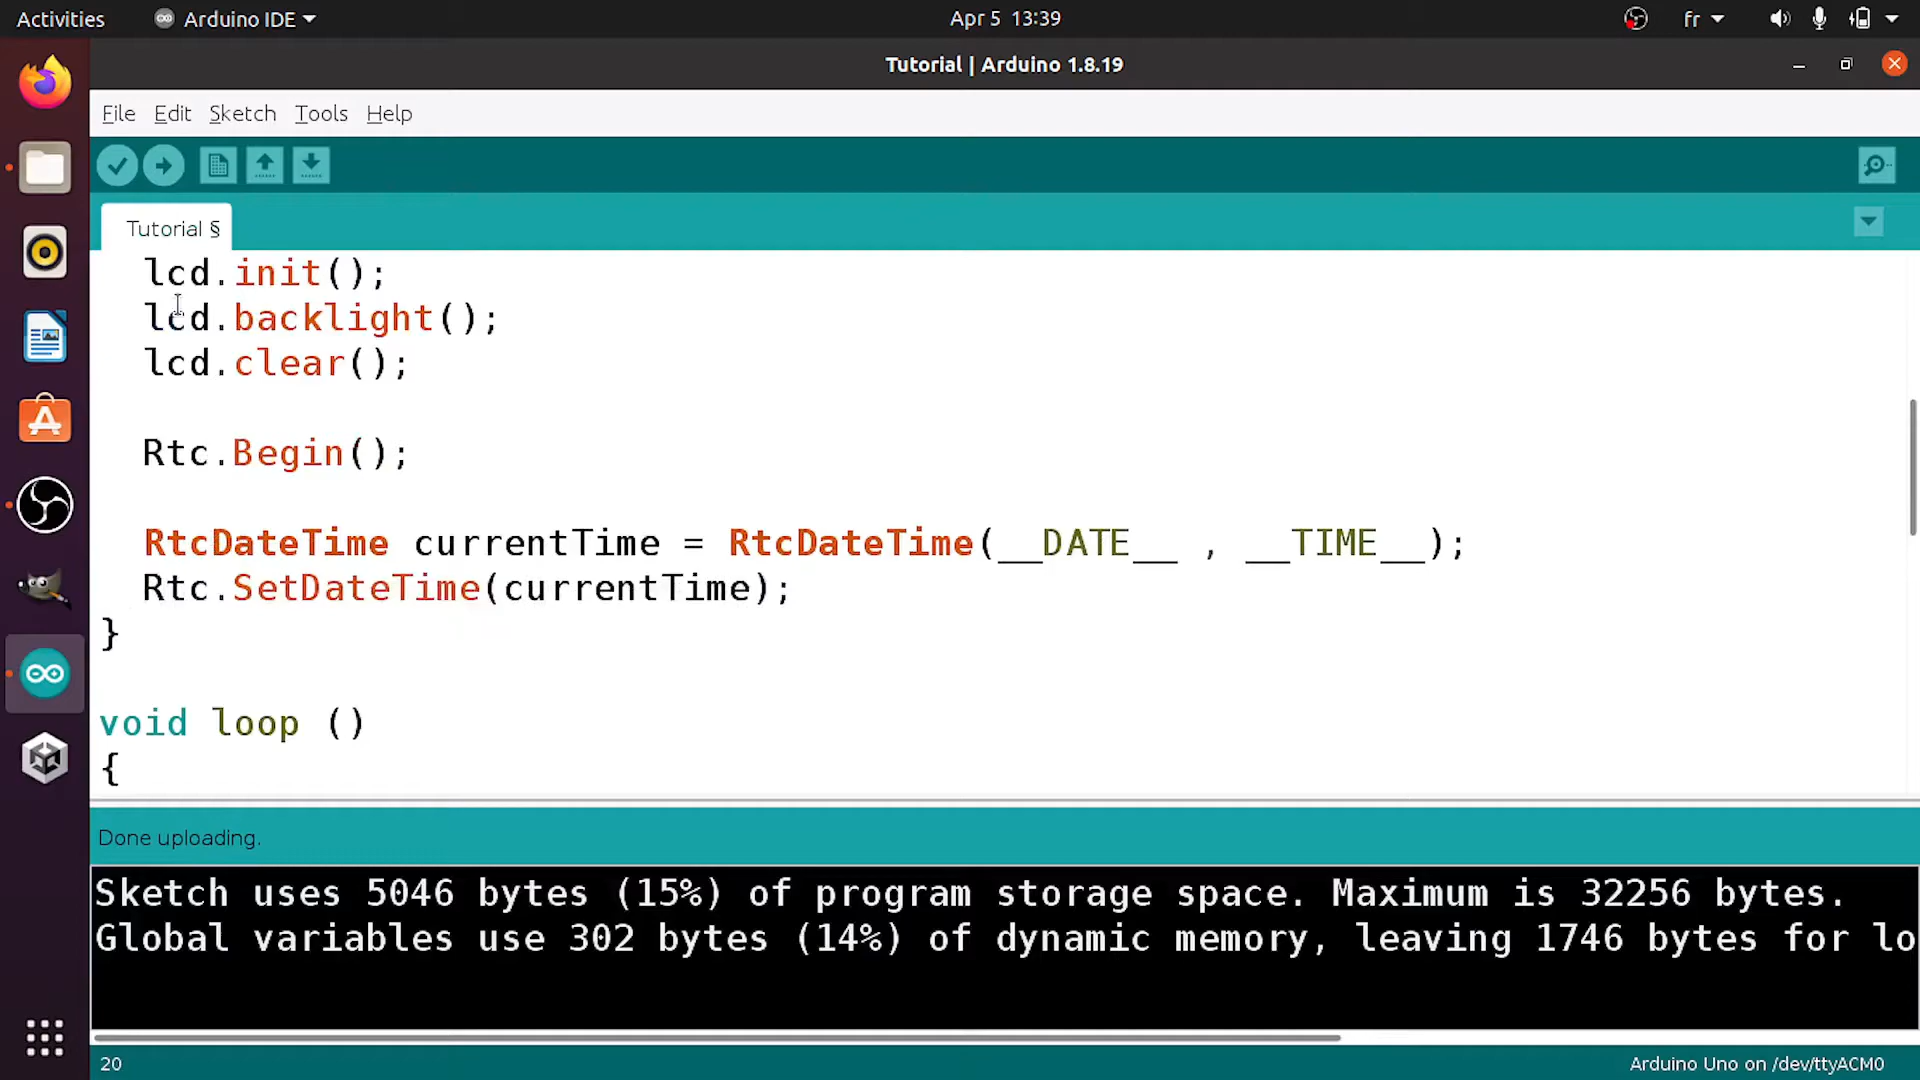 Activities
Arduino IDE
Apr 5 13:39
fr
Tutorial | Arduino 1.8.19
File Edit Sketch Tools Help
Tutorial §
lcd.init();
lcd.backlight();
lcd.clear();
Rtc.Begin();
RtcDateTime currentTime = RtcDateTime(__DATE__ , __TIME__);
Rtc.SetDateTime(currentTime);
}
void loop ()
{
Done uploading.
Sketch uses 5046 bytes (15%) of program storage space. Maximum is 32256 bytes.
Global variables use 302 bytes (14%) of dynamic memory, leaving 1746 bytes for lo
20
Arduino Uno on /dev/ttyACM0